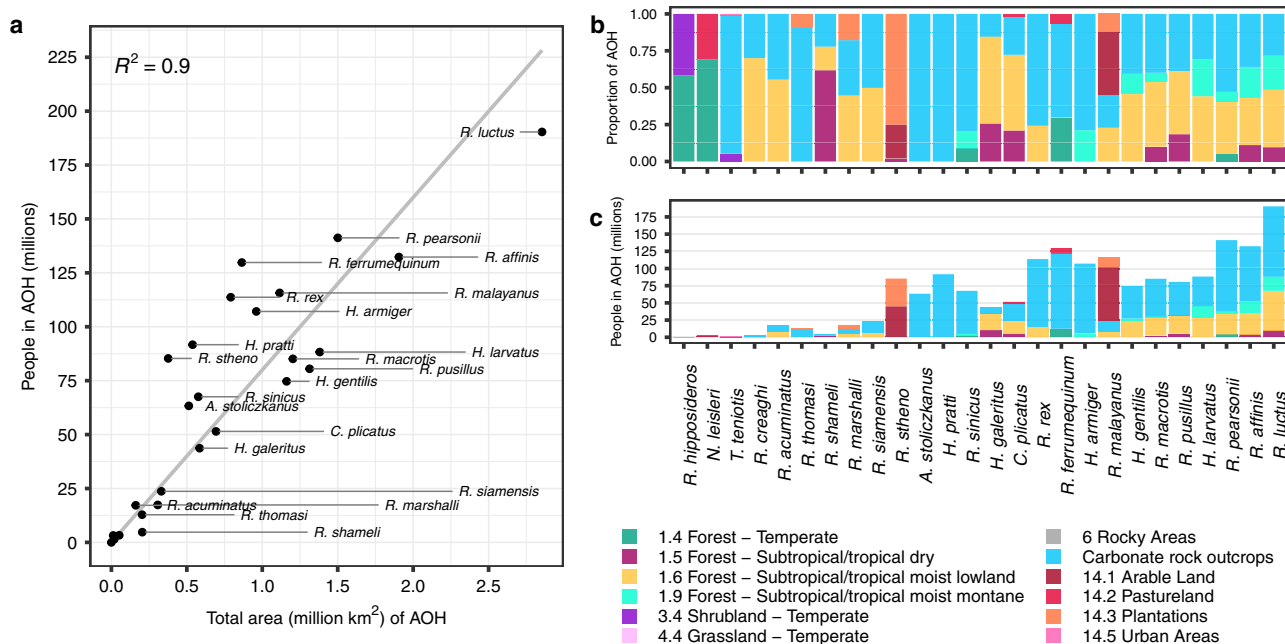 a
R² = 0.9
People in AOH (millions)
225
200
175
150
125
100
75
50
25
0
R. luctus
R. pearsonii
R. affinis
R. ferrumequinum
R. malayanus
R. rex
H. armiger
H. pratti
H. larvatus
R. stheno
R. macrotis
R. pusillus
H. gentilis
R. sinicus
A. stoliczkanus
C. plicatus
H. galeritus
R. siamensis
R. acuminatus
R. marshalli
R. thomasi
R. shameli
0.0
0.5
1.0
1.5
2.0
2.5
Total area (million km²) of AOH
b
Proportion of AOH
1.00
0.75
0.50
0.25
0.00
c
People in AOH (millions)
175
150
125
100
75
50
25
0
R. hipposideros
N. leisleri
T. teniotis
R. creaghi
R. acuminatus
R. thomasi
R. shameli
R. marshalli
R. siamensis
R. stheno
A. stoliczkanus
H. pratti
R. sinicus
H. galeritus
C. plicatus
R. rex
R. ferrumequinum
H. armiger
R. malayanus
H. gentilis
R. macrotis
R. pusillus
H. larvatus
R. pearsonii
R. affinis
R. luctus
1.4 Forest – Temperate
1.5 Forest – Subtropical/tropical dry
1.6 Forest – Subtropical/tropical moist lowland
1.9 Forest – Subtropical/tropical moist montane
3.4 Shrubland – Temperate
4.4 Grassland – Temperate
6 Rocky Areas
Carbonate rock outcrops
14.1 Arable Land
14.2 Pastureland
14.3 Plantations
14.5 Urban Areas